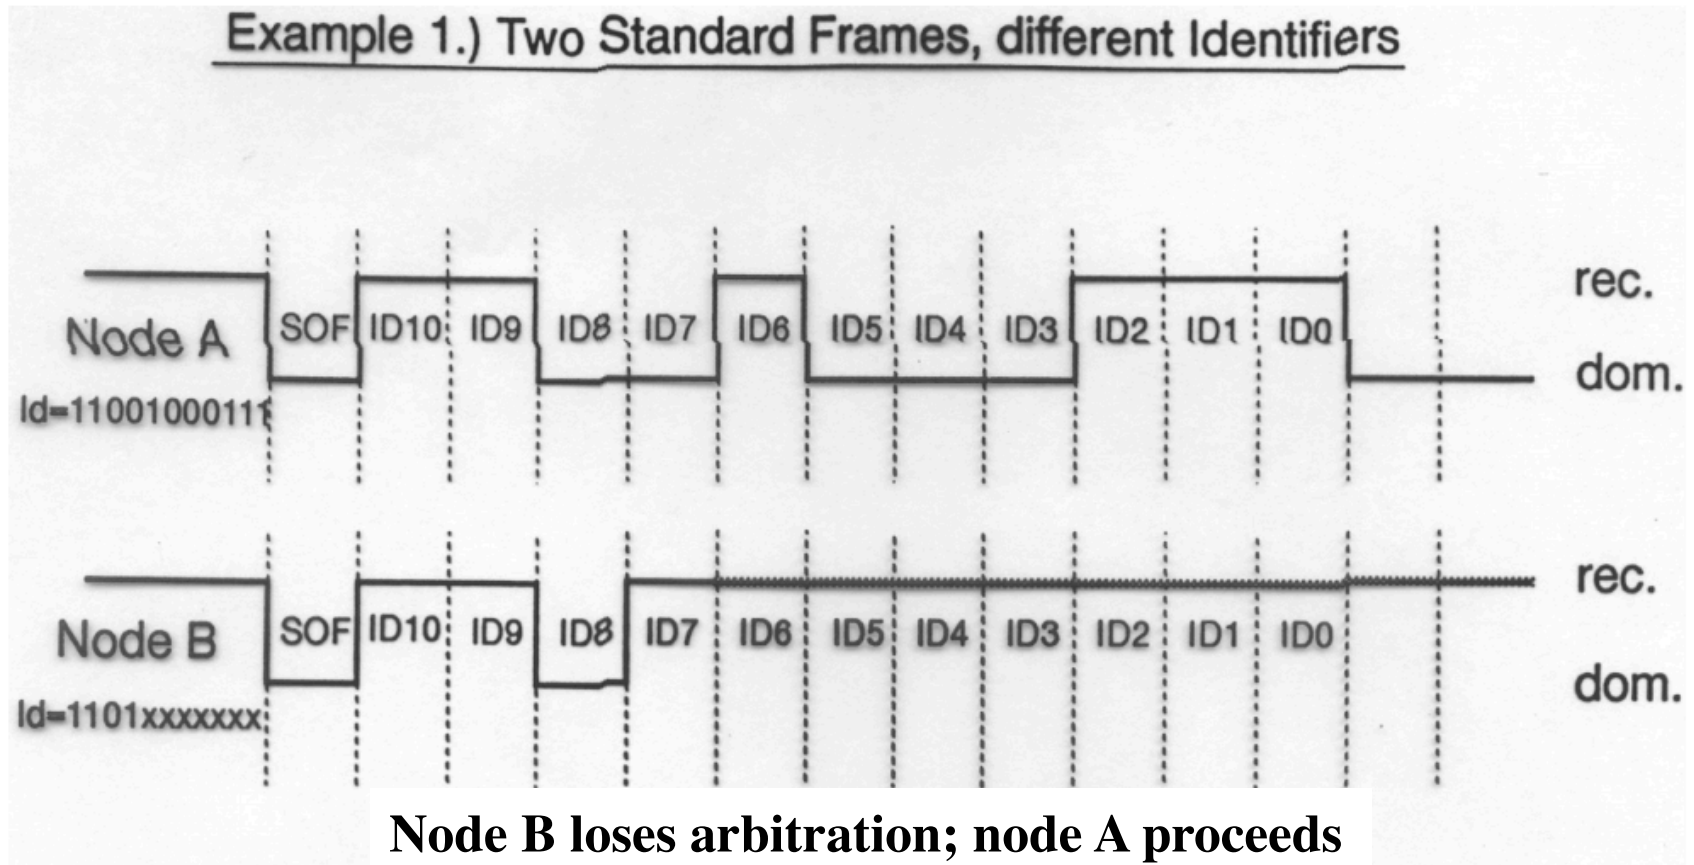 Example 1.) Two Standard Frames, different Identifiers
rec.
Node A SOF ID10 ID9 ID8 ID7 ID6 ID5 ID4 ID3 ID2 ID1 ID0
dom.
Id=11001000111
rec.
Node B SOF ID10 ID9 ID8 ID7 ID6 ID5 ID4 ID3 ID2 ID1 ID0
dom.
Id=1101xxxxxxx
Node B loses arbitration; node A proceeds